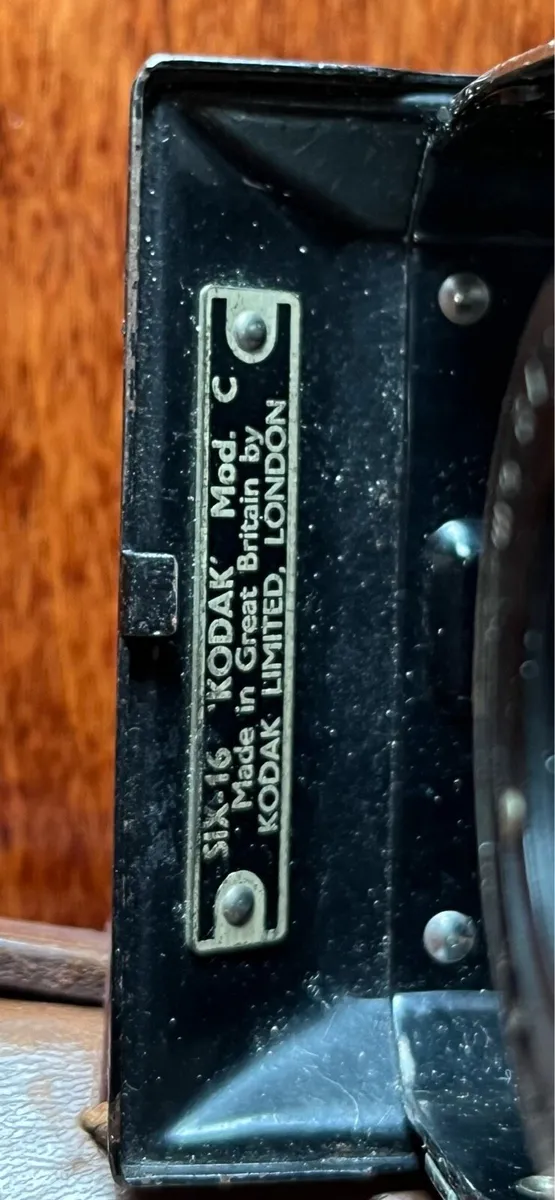 SIX-16 'KODAK' Mod. C
Made in Great Britain by
KODAK LIMITED, LONDON